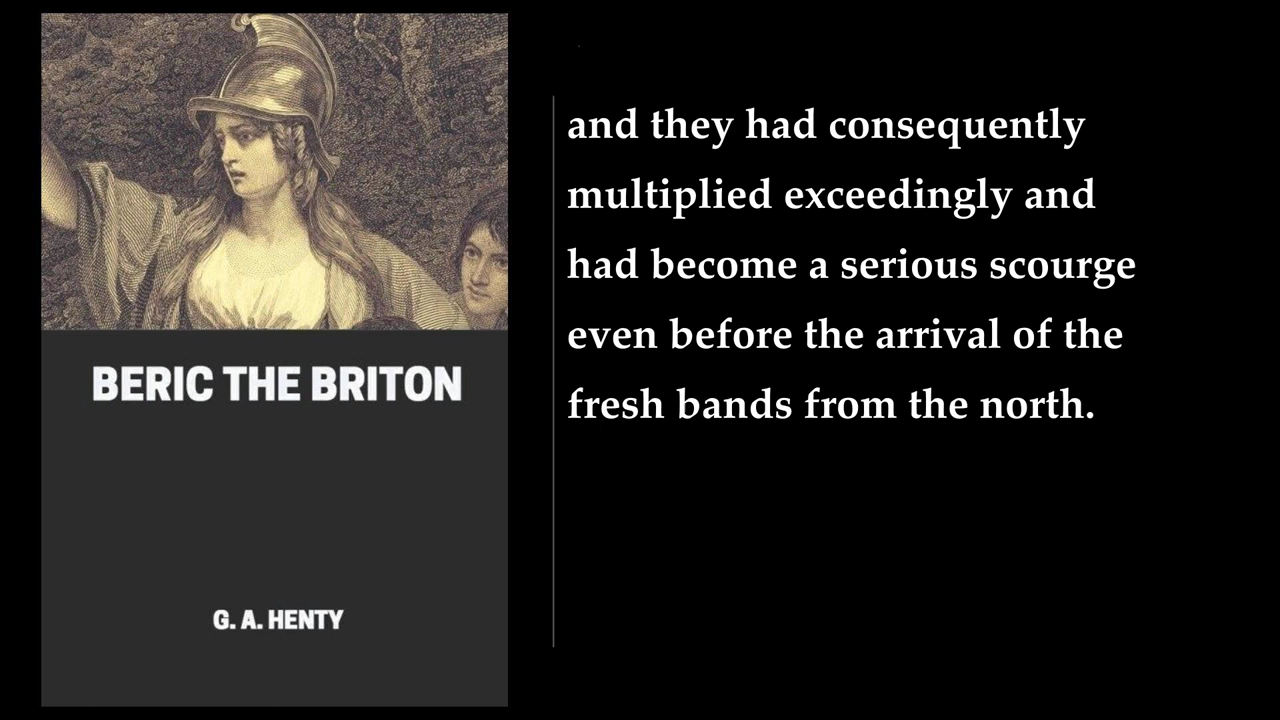 BERIC THE BRITON
G. A. HENTY
and they had consequently
multiplied exceedingly and
had become a serious scourge
even before the arrival of the
fresh bands from the north.